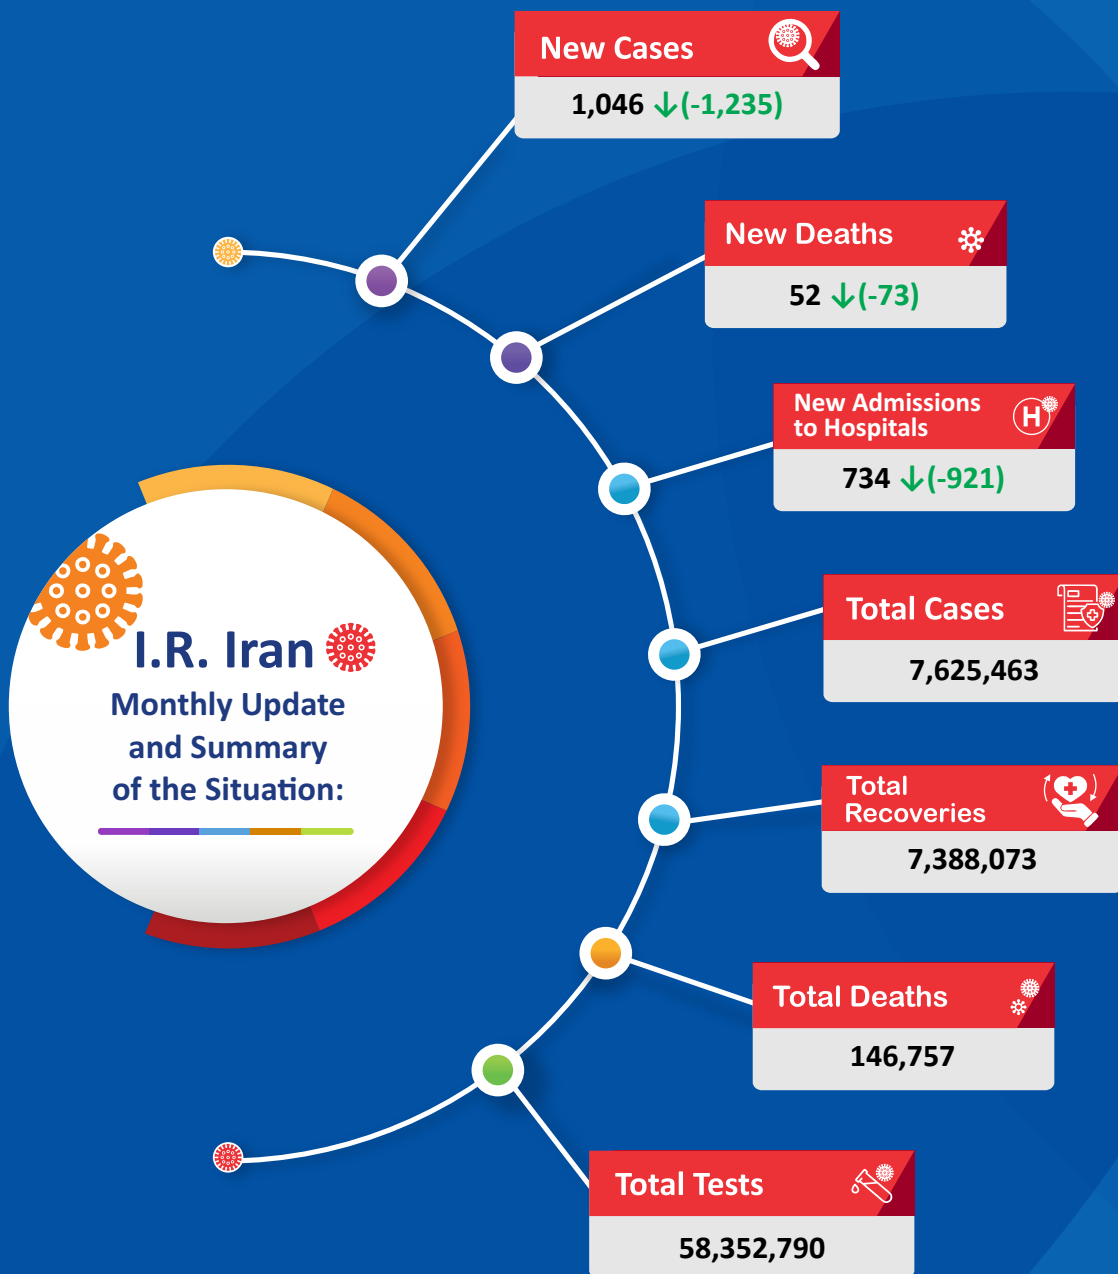 New Cases
1,046 ↓(-1,235)
New Deaths
52 ↓(-73)
New Admissions
to Hospitals
H
734 ↓(-921)
Total Cases
7,625,463
I.R. Iran
Monthly Update
and Summary
of the Situation:
Total
Recoveries
7,388,073
Total Deaths
146,757
Total Tests
58,352,790